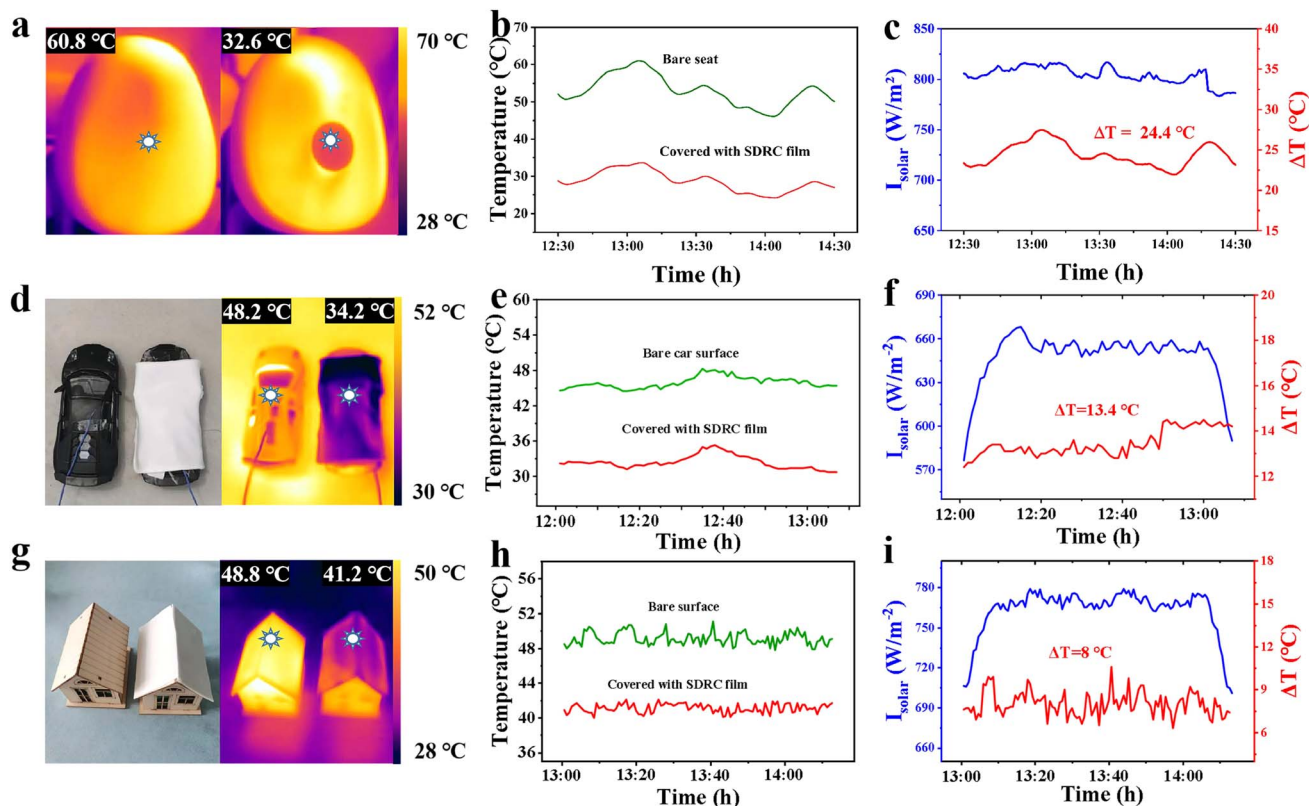 a
60.8 °C
32.6 °C
70 °C
28 °C
b
Temperature (°C)
70
60
50
40
30
20
Bare seat
Covered with SDRC film
12:30
13:00
13:30
14:00
14:30
Time (h)
c
I solar (W/m²)
850
800
750
700
650
ΔT = 24.4 °C
40
35
30
25
20
15
ΔT (°C)
12:30
13:00
13:30
14:00
14:30
Time (h)
d
48.2 °C
34.2 °C
52 °C
30 °C
e
Temperature (°C)
60
54
48
42
36
30
Bare car surface
Covered with SDRC film
12:00
12:20
12:40
13:00
Time (h)
f
I solar (W/m⁻²)
690
660
630
600
570
ΔT=13.4 °C
20
18
16
14
12
ΔT (°C)
12:00
12:20
12:40
13:00
Time (h)
g
48.8 °C
41.2 °C
50 °C
28 °C
h
Temperature (°C)
56
52
48
44
40
36
Bare surface
Covered with SDRC film
13:00
13:20
13:40
14:00
Time (h)
i
I solar (W/m⁻²)
780
750
720
690
660
ΔT=8 °C
18
15
12
9
6
ΔT (°C)
13:00
13:20
13:40
14:00
Time (h)